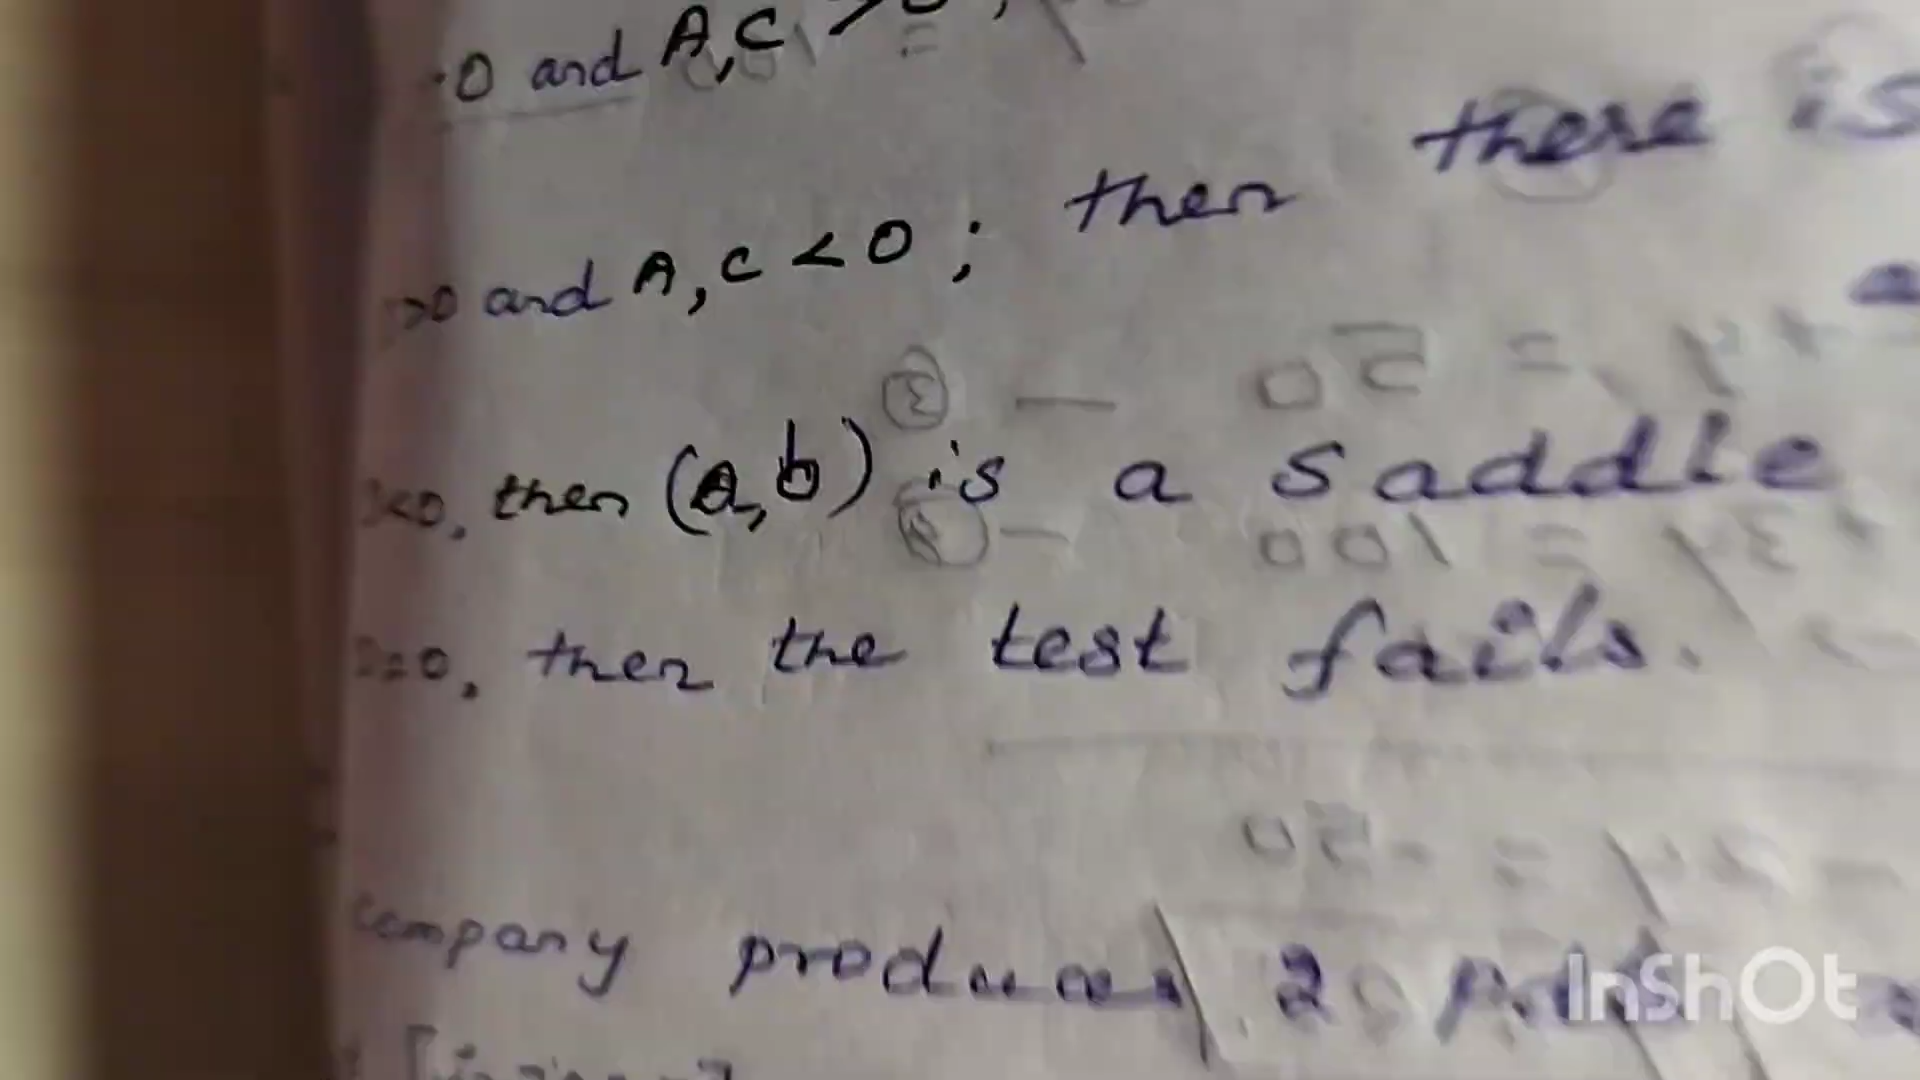 0 and A,C >0;
there is
>0 and A, C <0; then
a
<0, then (a,b) is a saddle
=0, then the test fails.
company produces 2
InShOt